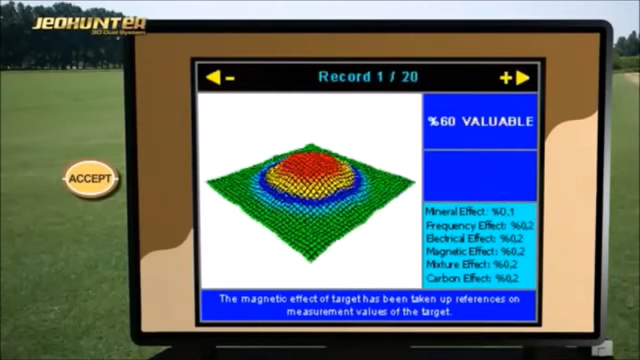 JEOHUNTER
3D Dual System
Record 1 / 20
%60 VALUABLE
ACCEPT
Mineral Effect: %0,1
Frequency Effect: %0,2
Electrical Effect: %0,2
Magnetic Effect: %0,2
Mixture Effect: %0,2
Carbon Effect: %0,2
The magnetic effect of target has been taken up references on
measurement values of the target.